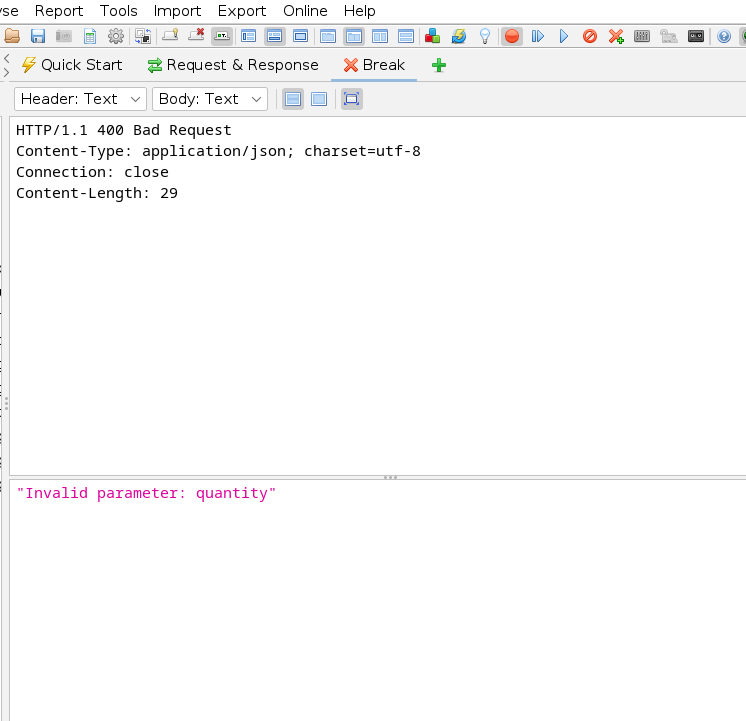 Report Tools Import Export Online Help
Quick Start Request & Response Break
Header: Text Body: Text
HTTP/1.1 400 Bad Request
Content-Type: application/json; charset=utf-8
Connection: close
Content-Length: 29
"Invalid parameter: quantity"